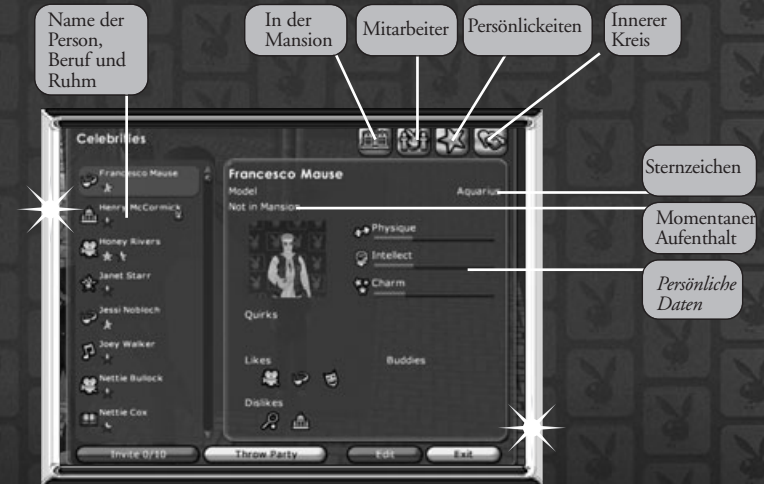 Name der
Person,
Beruf und
Ruhm
In der
Mansion
Mitarbeiter
Persönlickeiten
Innerer
Kreis
Celebrities
Francesco Mause
Henry McCormick
Honey Rivers
Janet Starr
Jessi Nobloch
Joey Walker
Nettie Bullock
Nettie Cox
Francesco Mause
Model
Aquarius
Not in Mansion
Physique
Intellect
Charm
Quirks
Likes
Buddies
Dislikes
Sternzeichen
Momentaner
Aufenthalt
Persönliche
Daten
Invite 0/10
Throw Party
Edit
Exit